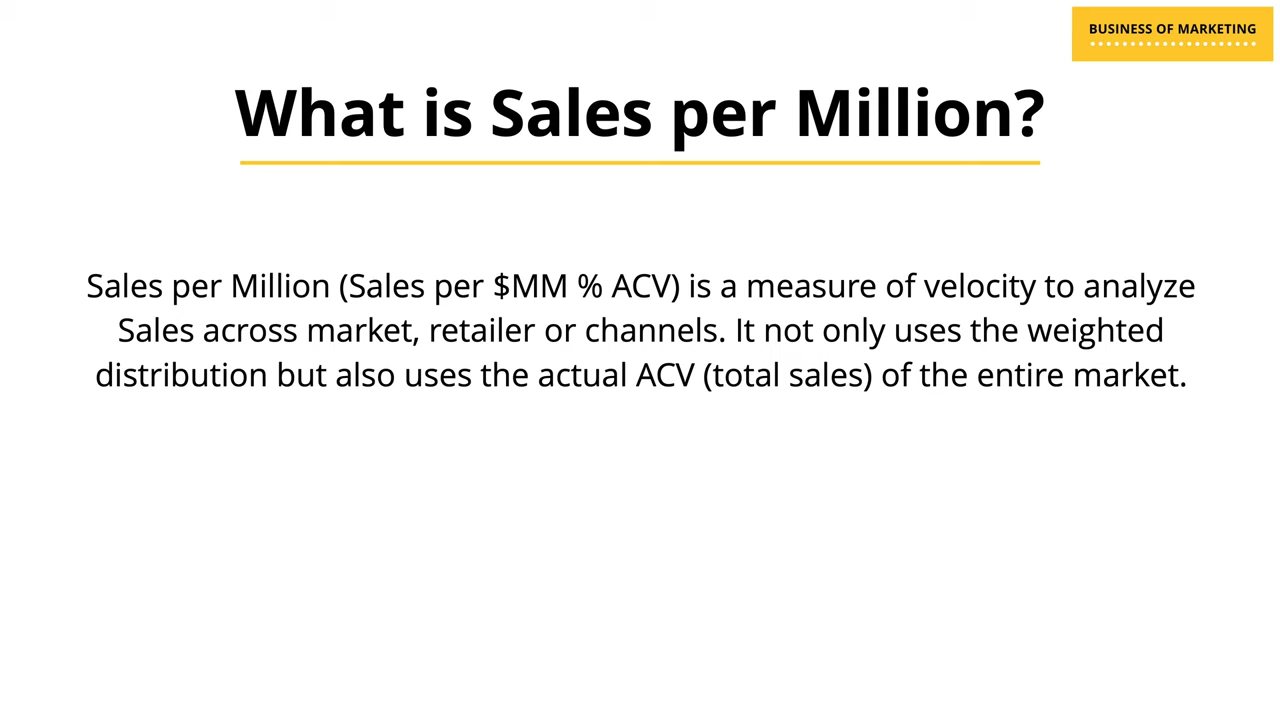 BUSINESS OF MARKETING
What is Sales per Million?
Sales per Million (Sales per $MM % ACV) is a measure of velocity to analyze
Sales across market, retailer or channels. It not only uses the weighted
distribution but also uses the actual ACV (total sales) of the entire market.